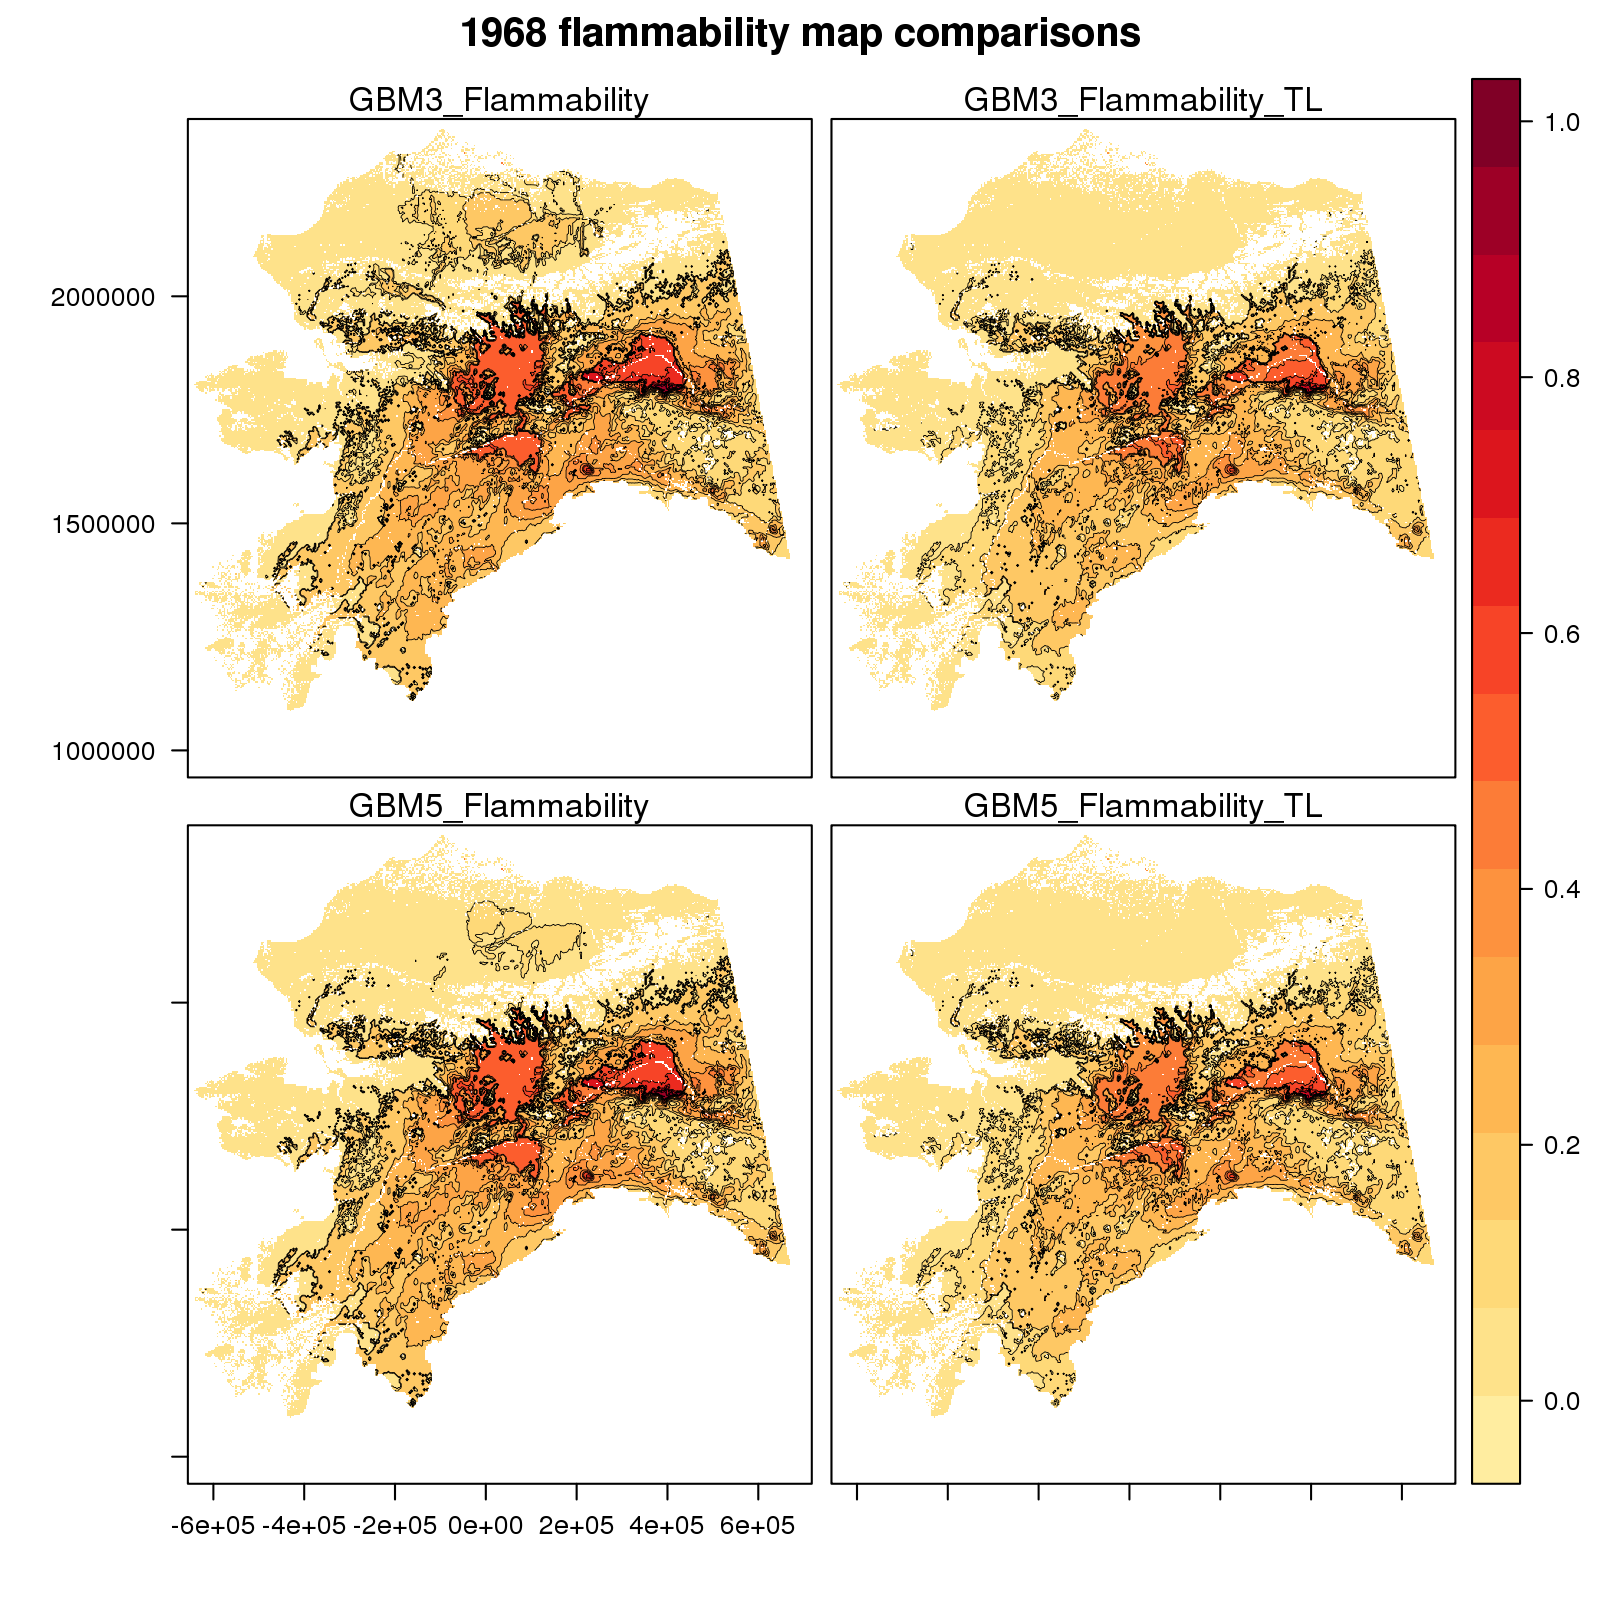 1968 flammability map comparisons
GBM3_Flammability
GBM3_Flammability_TL
2000000
1500000
1000000
GBM5_Flammability
GBM5_Flammability_TL
-6e+05 -4e+05 -2e+05 0e+00 2e+05 4e+05 6e+05
1.0
0.8
0.6
0.4
0.2
0.0